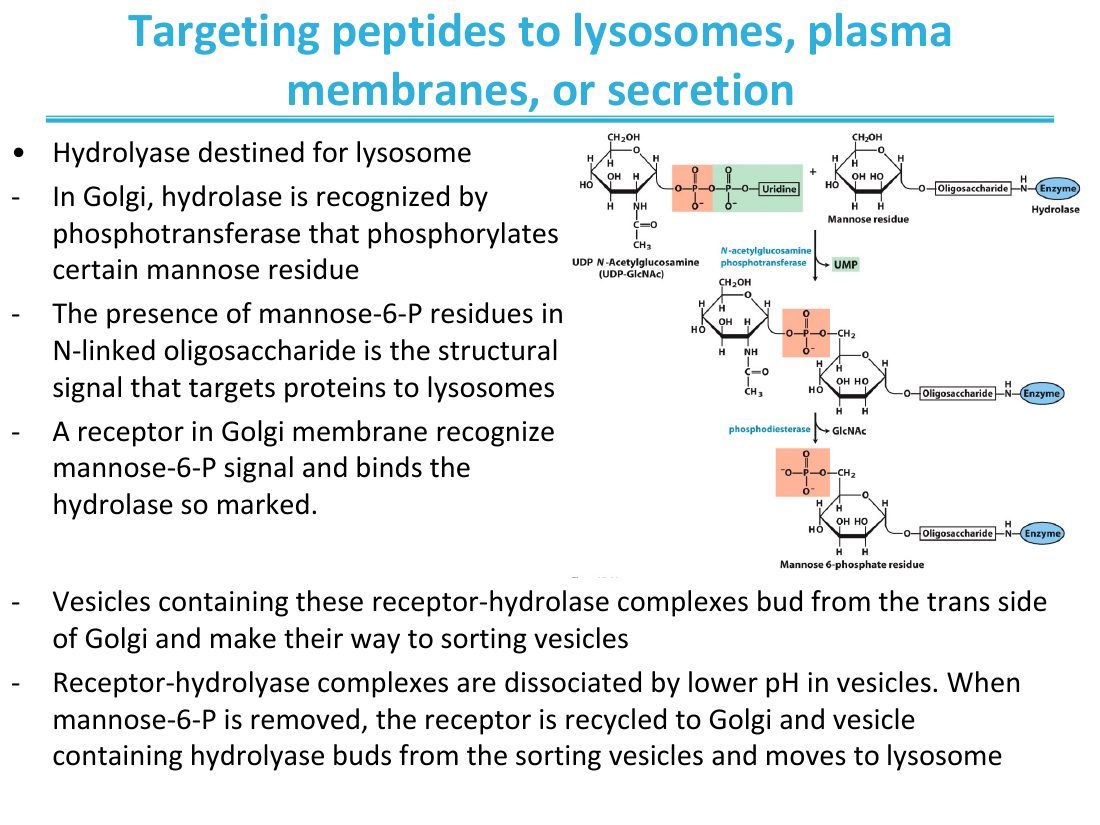 Targeting peptides to lysosomes, plasma
membranes, or secretion
• Hydrolyase destined for lysosome
- In Golgi, hydrolase is recognized by
phosphotransferase that phosphorylates
certain mannose residue
- The presence of mannose-6-P residues in
N-linked oligosaccharide is the structural
signal that targets proteins to lysosomes
- A receptor in Golgi membrane recognize
mannose-6-P signal and binds the
hydrolase so marked.
CH₂OH
O
H H H
OH H
HO
H NH
C=O
CH₃
O
O–P–O–P–O–Uridine
O⁻ O⁻
UDP N-Acetylglucosamine
(UDP-GlcNAc)
+
CH₂OH
O
H H H
OH HO
HO
H H
O–Oligosaccharide–N–Enzyme
H
Mannose residue
Hydrolase
N-acetylglucosamine
phosphotransferase
UMP
CH₂OH
O
H H H
OH H
HO
H NH
C=O
CH₃
O
O–P–O–CH₂
O⁻
O
H H H
OH HO
HO
H H
O–Oligosaccharide–N–Enzyme
H
phosphodiesterase
GlcNAc
O
⁻O–P–O–CH₂
O⁻
O
H H H
OH HO
HO
H H
O–Oligosaccharide–N–Enzyme
H
Mannose 6-phosphate residue
- Vesicles containing these receptor-hydrolase complexes bud from the trans side
of Golgi and make their way to sorting vesicles
- Receptor-hydrolyase complexes are dissociated by lower pH in vesicles. When
mannose-6-P is removed, the receptor is recycled to Golgi and vesicle
containing hydrolyase buds from the sorting vesicles and moves to lysosome